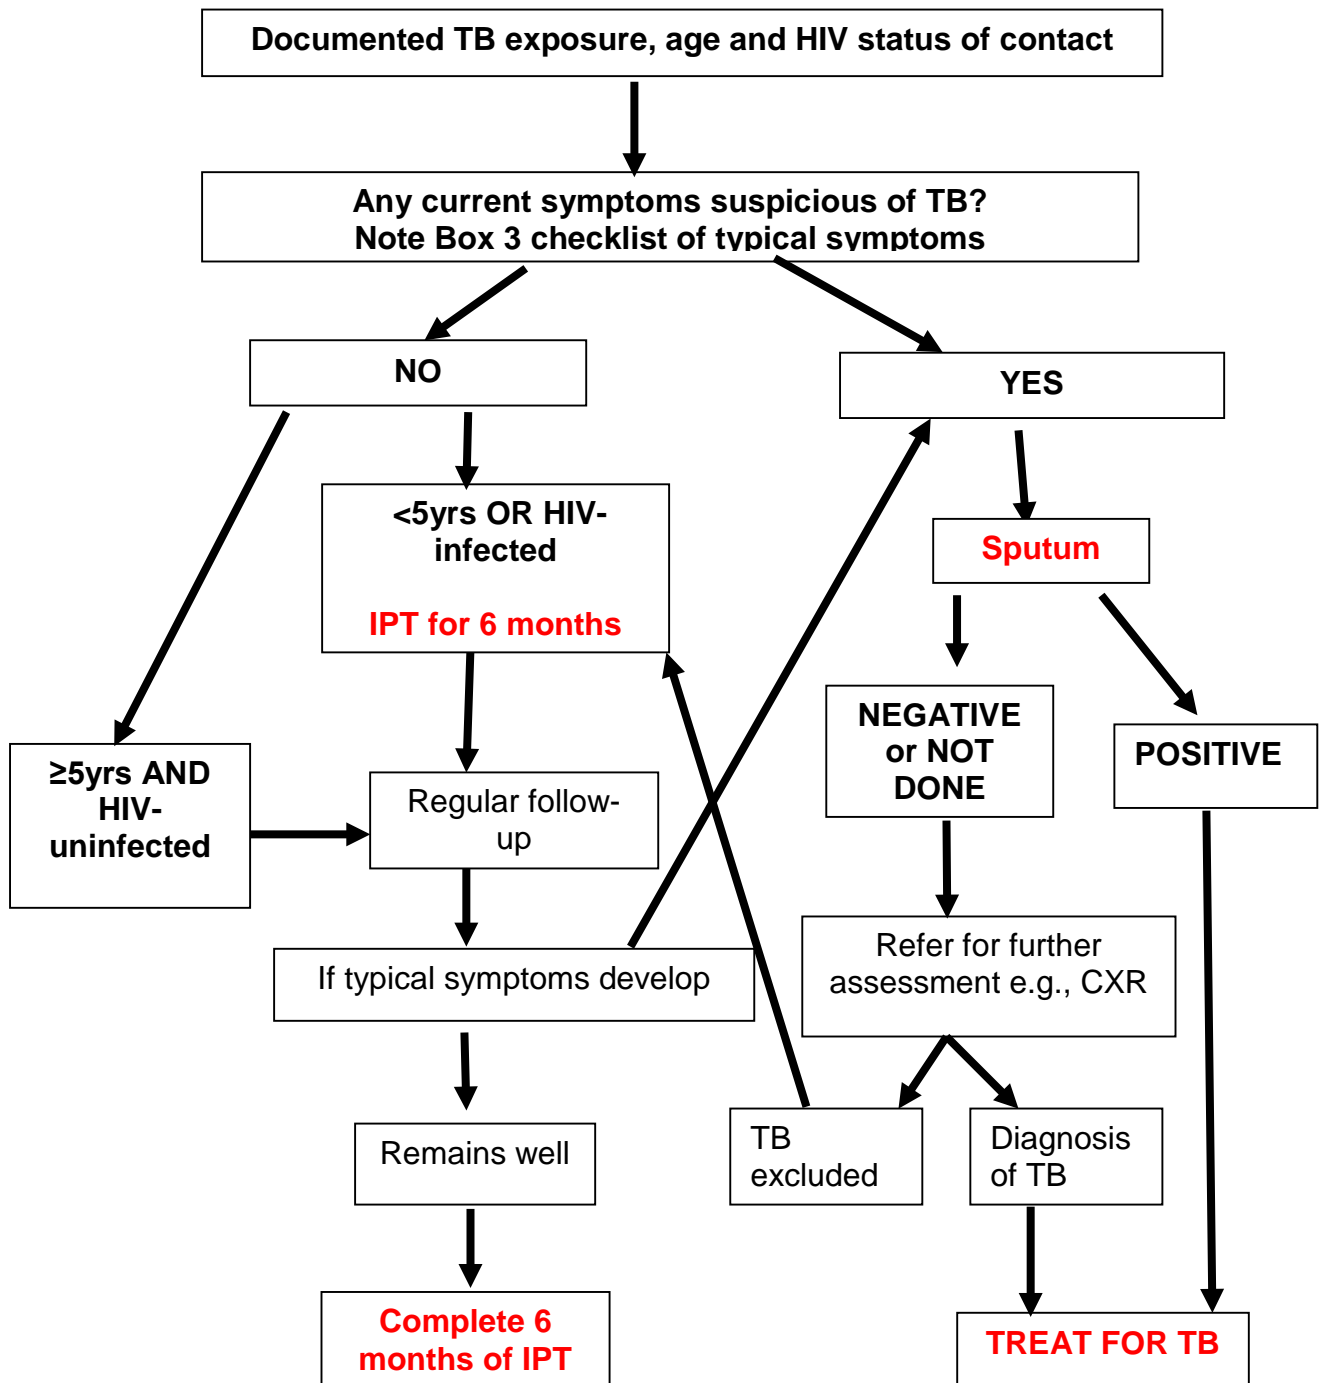 Documented TB exposure, age and HIV status of contact
Any current symptoms suspicious of TB?
Note Box 3 checklist of typical symptoms
NO
YES
<5yrs OR HIV-
infected
IPT for 6 months
Sputum
NEGATIVE
or NOT
DONE
POSITIVE
≥5yrs AND
HIV-
uninfected
Regular follow-
up
Refer for further
assessment e.g., CXR
If typical symptoms develop
Remains well
TB
excluded
Diagnosis
of TB
Complete 6
months of IPT
TREAT FOR TB